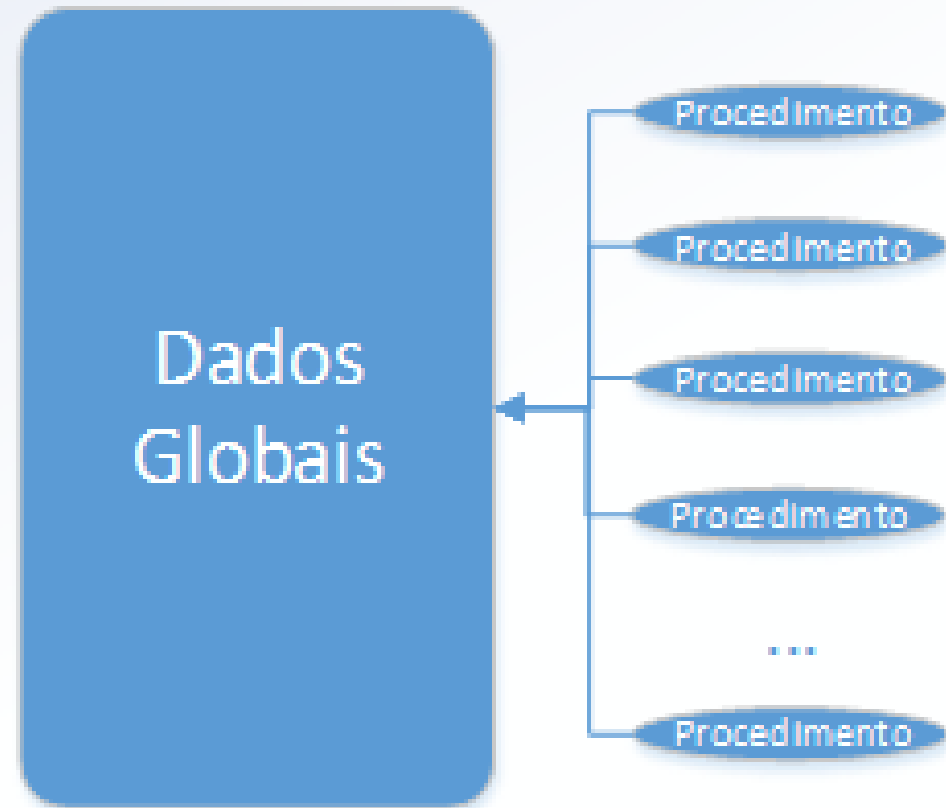 Dados
Globais
Procedimento
Procedimento
Procedimento
Procedimento
...
Procedimento